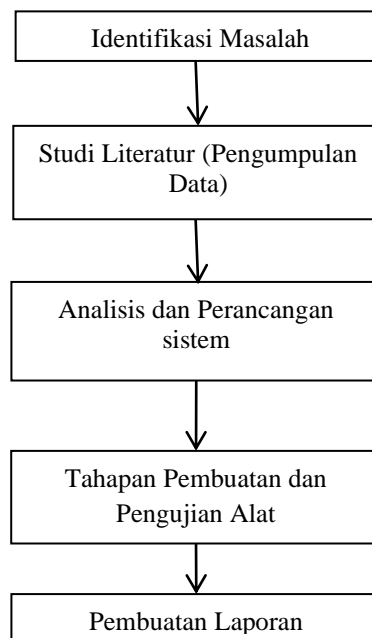 Identifikasi Masalah
Studi Literatur (Pengumpulan
Data)
Analisis dan Perancangan
sistem
Tahapan Pembuatan dan
Pengujian Alat
Pembuatan Laporan